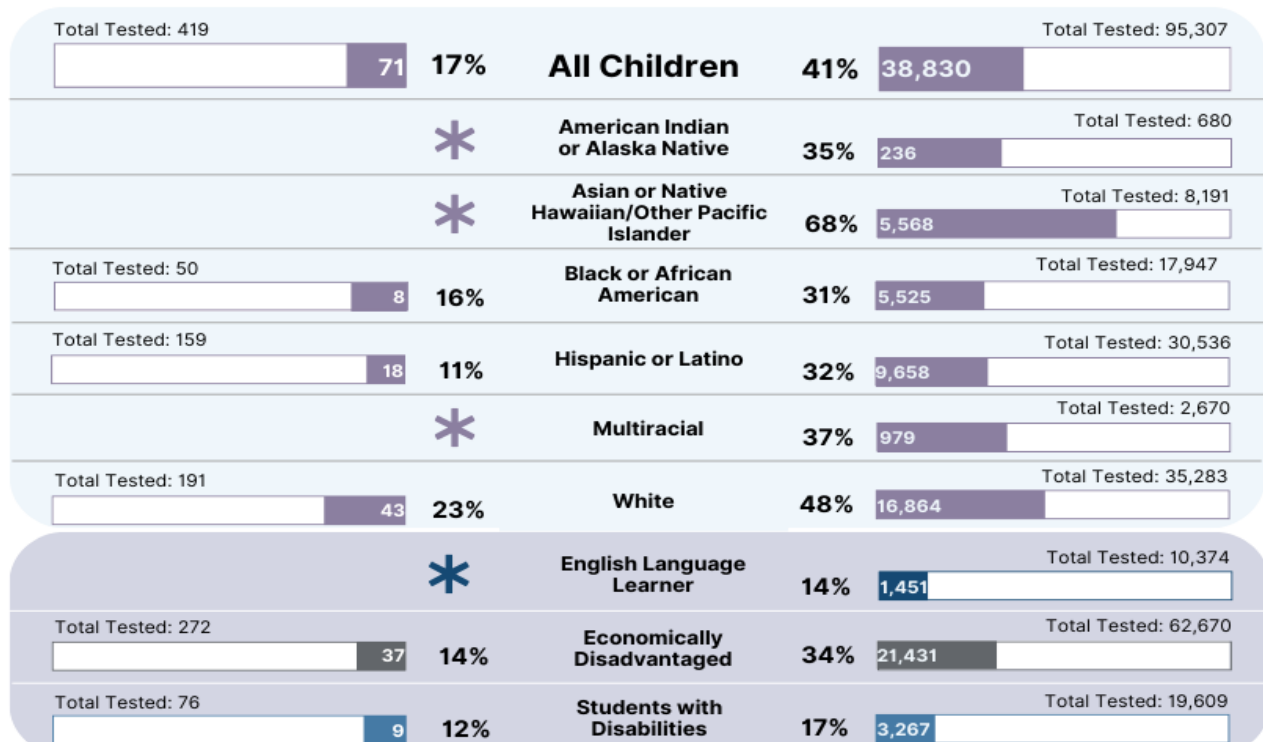 Total Tested: 419
Total Tested: 95,307
71 17% All Children 41% 38,830
Total Tested: 680
* American Indian
or Alaska Native 35% 236
Asian or Native
Total Tested: 8,191
* Hawaiian/Other Pacific 68% 5,568
Islander
Total Tested: 50
Total Tested: 17,947
Black or African
8 16% American 31% 5,525
Total Tested: 159
Total Tested: 30,536
18 11% Hispanic or Latino 32% 9,658
Total Tested: 2,670
* Multiracial 37% 979
Total Tested: 191
Total Tested: 35,283
43 23% White 48% 16,864
Total Tested: 10,374
* English Language
Learner 14% 1,451
Total Tested: 272
Total Tested: 62,670
Economically
37 14% Disadvantaged 34% 21,431
Total Tested: 76
Total Tested: 19,609
Students with
9 12% Disabilities 17% 3,267